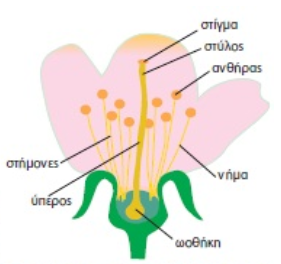 στίγμα
στύλος
ανθήρας
στήμονες
νήμα
ύπερος
ωοθήκη